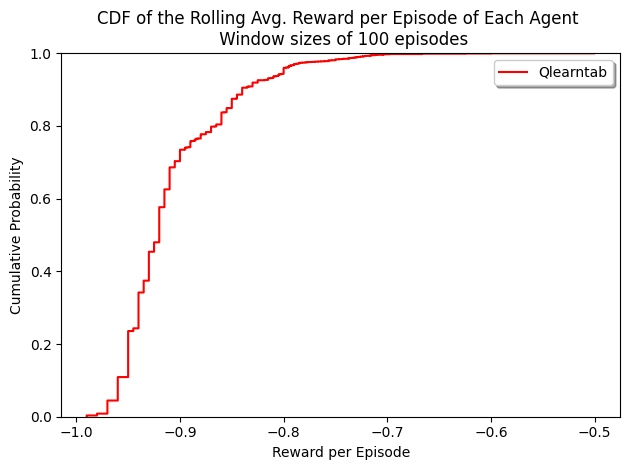 CDF of the Rolling Avg. Reward per Episode of Each Agent
Window sizes of 100 episodes
Qlearntab
Cumulative Probability
1.0
0.8
0.6
0.4
0.2
0.0
−1.0 −0.9 −0.8 −0.7 −0.6 −0.5
Reward per Episode